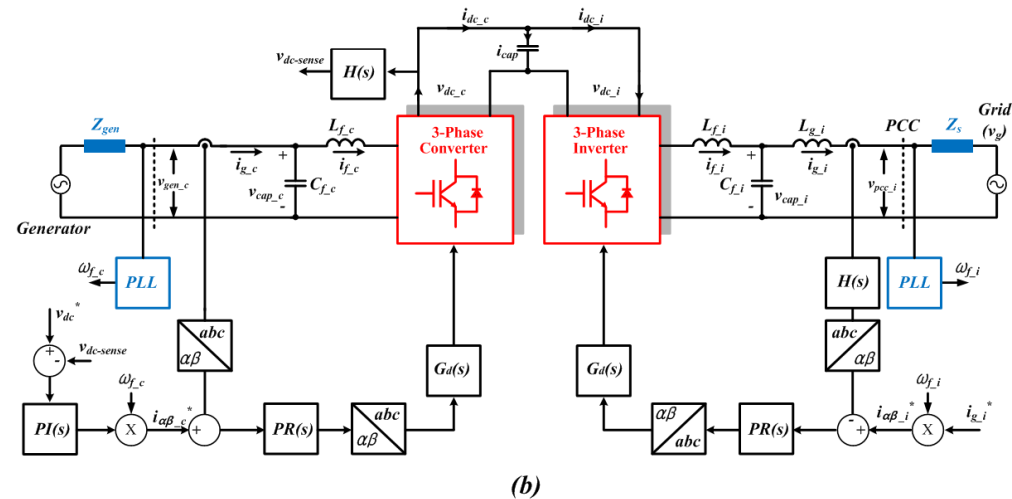 i_dc_c
i_dc_i
i_cap
v_dc-sense
H(s)
v_dc_c
v_dc_i
Z_gen
L_f_c
3-Phase
Converter
3-Phase
Inverter
L_f_i
L_g_i
PCC
Z_s
Grid
(v_g)
v_gen_c
i_g_c
+
i_f_c
v_cap_c
C_f_c
-
i_f_i
+
C_f_i
v_cap_i
-
i_g_i
v_pcc_i
Generator
ω_f_c
PLL
H(s)
PLL
ω_f_i
v_dc*
+
-
v_dc-sense
abc
αβ
abc
αβ
G_d(s)
G_d(s)
ω_f_c
ω_f_i
PI(s)
X
i_αβ_c*
+
PR(s)
abc
αβ
αβ
abc
PR(s)
-
+
i_αβ_i*
X
i_g_i*
(b)